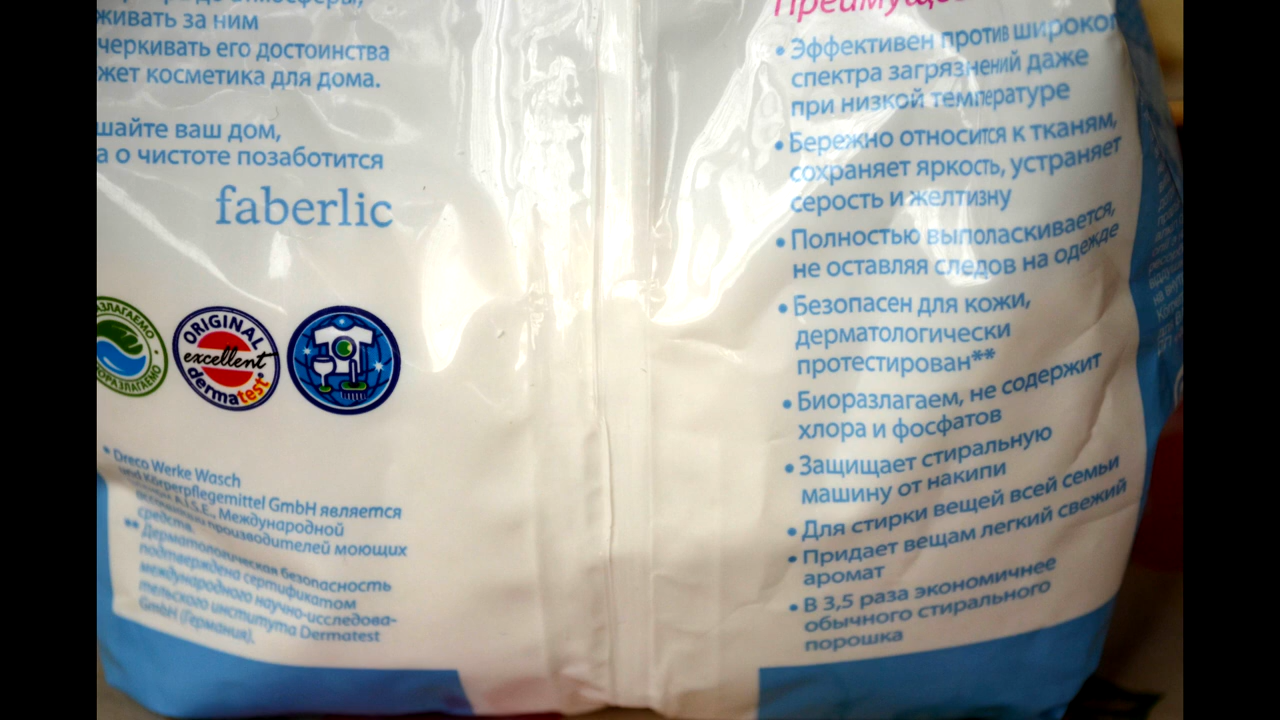 живать за ним
черкивать его достоинства
жет косметика для дома.
шайте ваш дом,
а о чистоте позаботится
faberlic
ЗЛАГАЕМО
ОРАЗЛАГАЕМО
ORIGINAL
excellent
dermatest
* Dreco Werke Wasch
und Körperpflegemittel GmbH является
A.I.S.E., Международной
производителей моющих
средств.
** Дерматологическая безопасность
подтверждена сертификатом
международного научно-исследова-
тельского института Dermatest
GmbH (Германия).
Преимущес
• Эффективен против широког
спектра загрязнений даже
при низкой температуре
• Бережно относится к тканям,
сохраняет яркость, устраняет
серость и желтизну
• Полностью выполаскивается,
не оставляя следов на одежде
• Безопасен для кожи,
дерматологически
протестирован**
• Биоразлагаем, не содержит
хлора и фосфатов
• Защищает стиральную
машину от накипи
• Для стирки вещей всей семьи
• Придает вещам легкий свежий
аромат
• В 3,5 раза экономичнее
обычного стирального
порошка